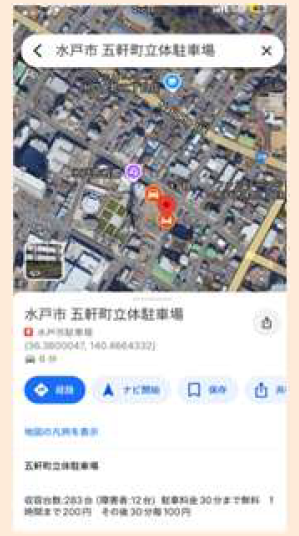 水戸市 五軒町立体駐車場
水戸市 五軒町立体駐車場
水戸市駐車場
(36.3800047, 140.4664332)
6 分
経路
ナビ開始
保存
地図の凡例を表示
五軒町立体駐車場
収容台数:283台 (障害者:12台) 駐車料金 30分まで無料 1
時間まで200円 その後30分毎100円